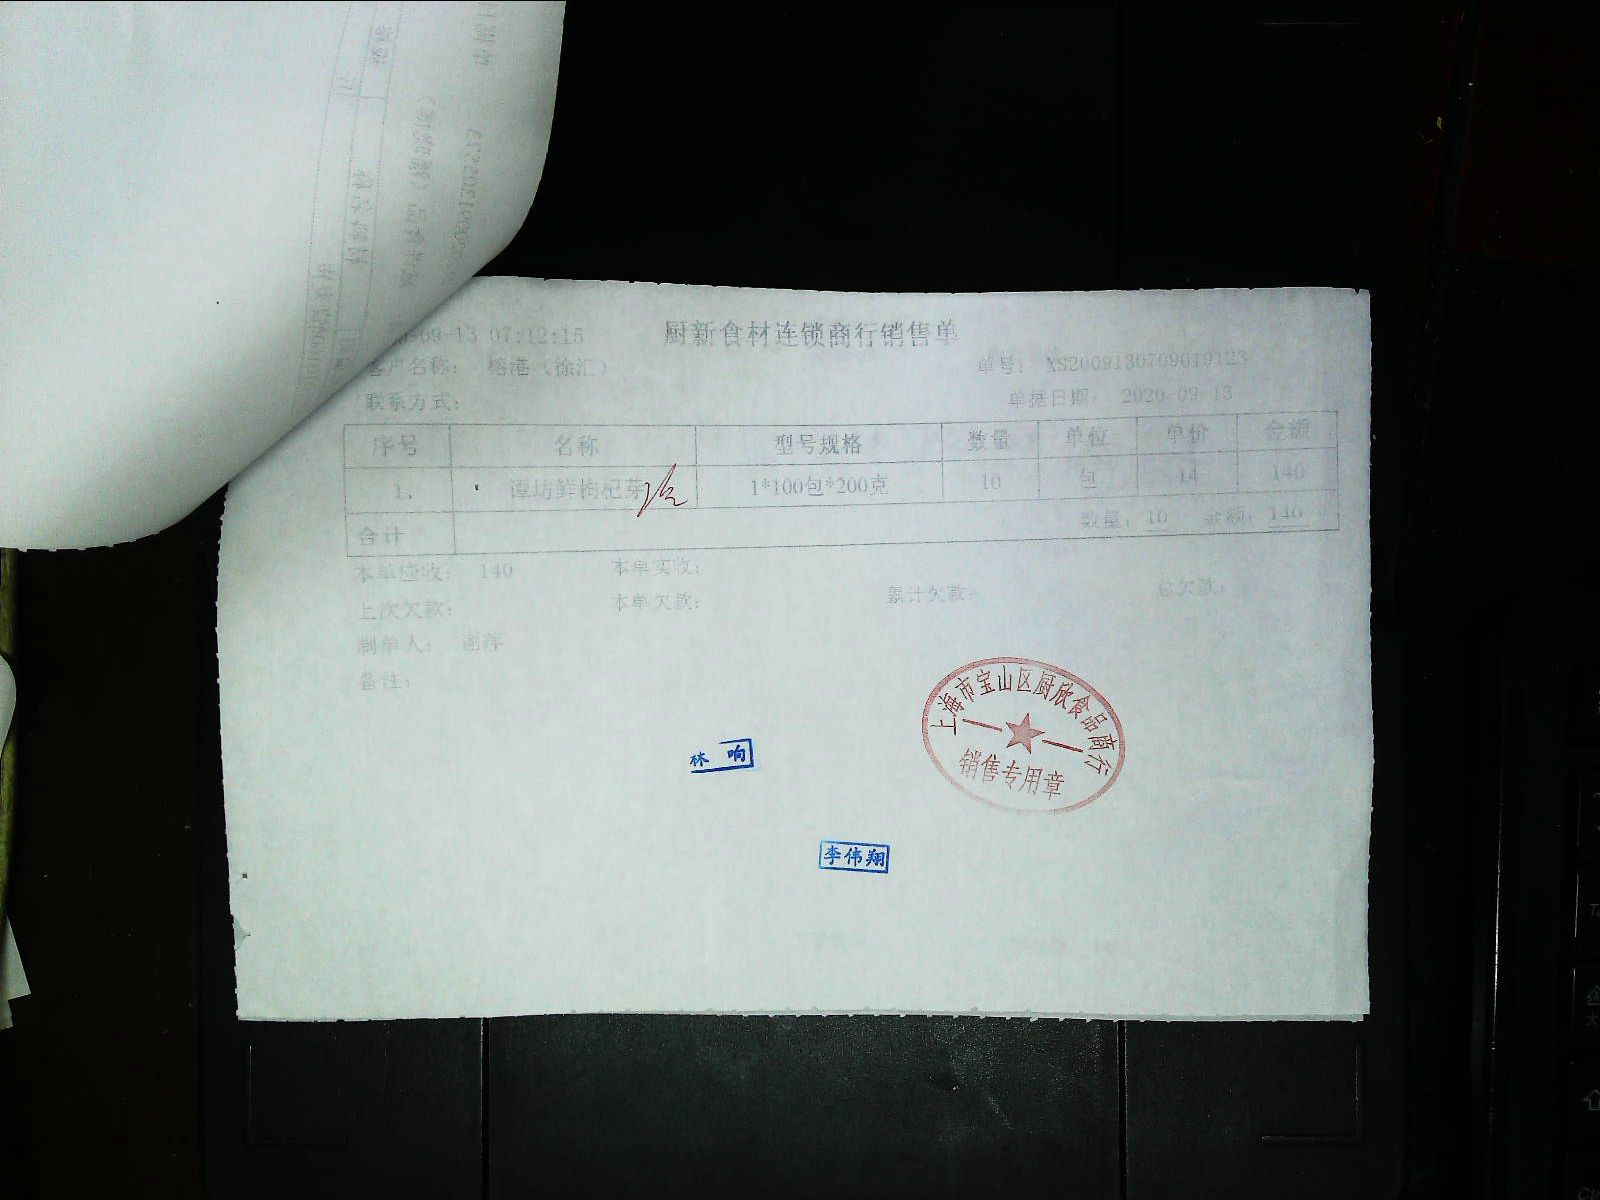 -09-13 07:12:15
厨新食材连锁商行销售单
客户名称： 榕港（徐汇）
单号： XS2009130709019123
联系方式：
单据日期： 2020-09-13
序号 名称 型号规格 数量 单位 单价 金额
1. 谭坊鲜枸杞芽 1*100包*200克 10 包 14 140
合计 数量：10 金额：140
本单应收： 140 本单实收：
上次欠款： 本单欠款： 累计欠款： 总欠款：
制单人： 谢萍
备注：
上海市宝山区厨欣食品商行
销售专用章
林响
李伟翔